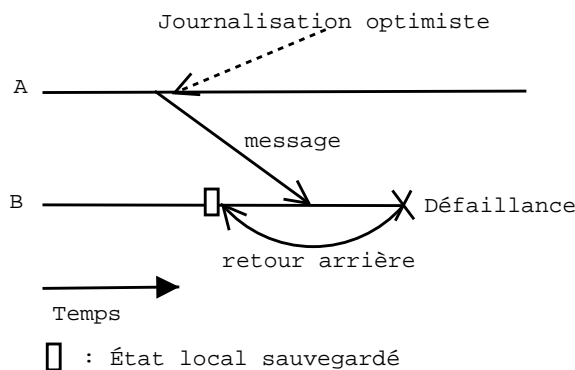 Journalisation optimiste
A
message
B
Défaillance
retour arrière
Temps
: État local sauvegardé